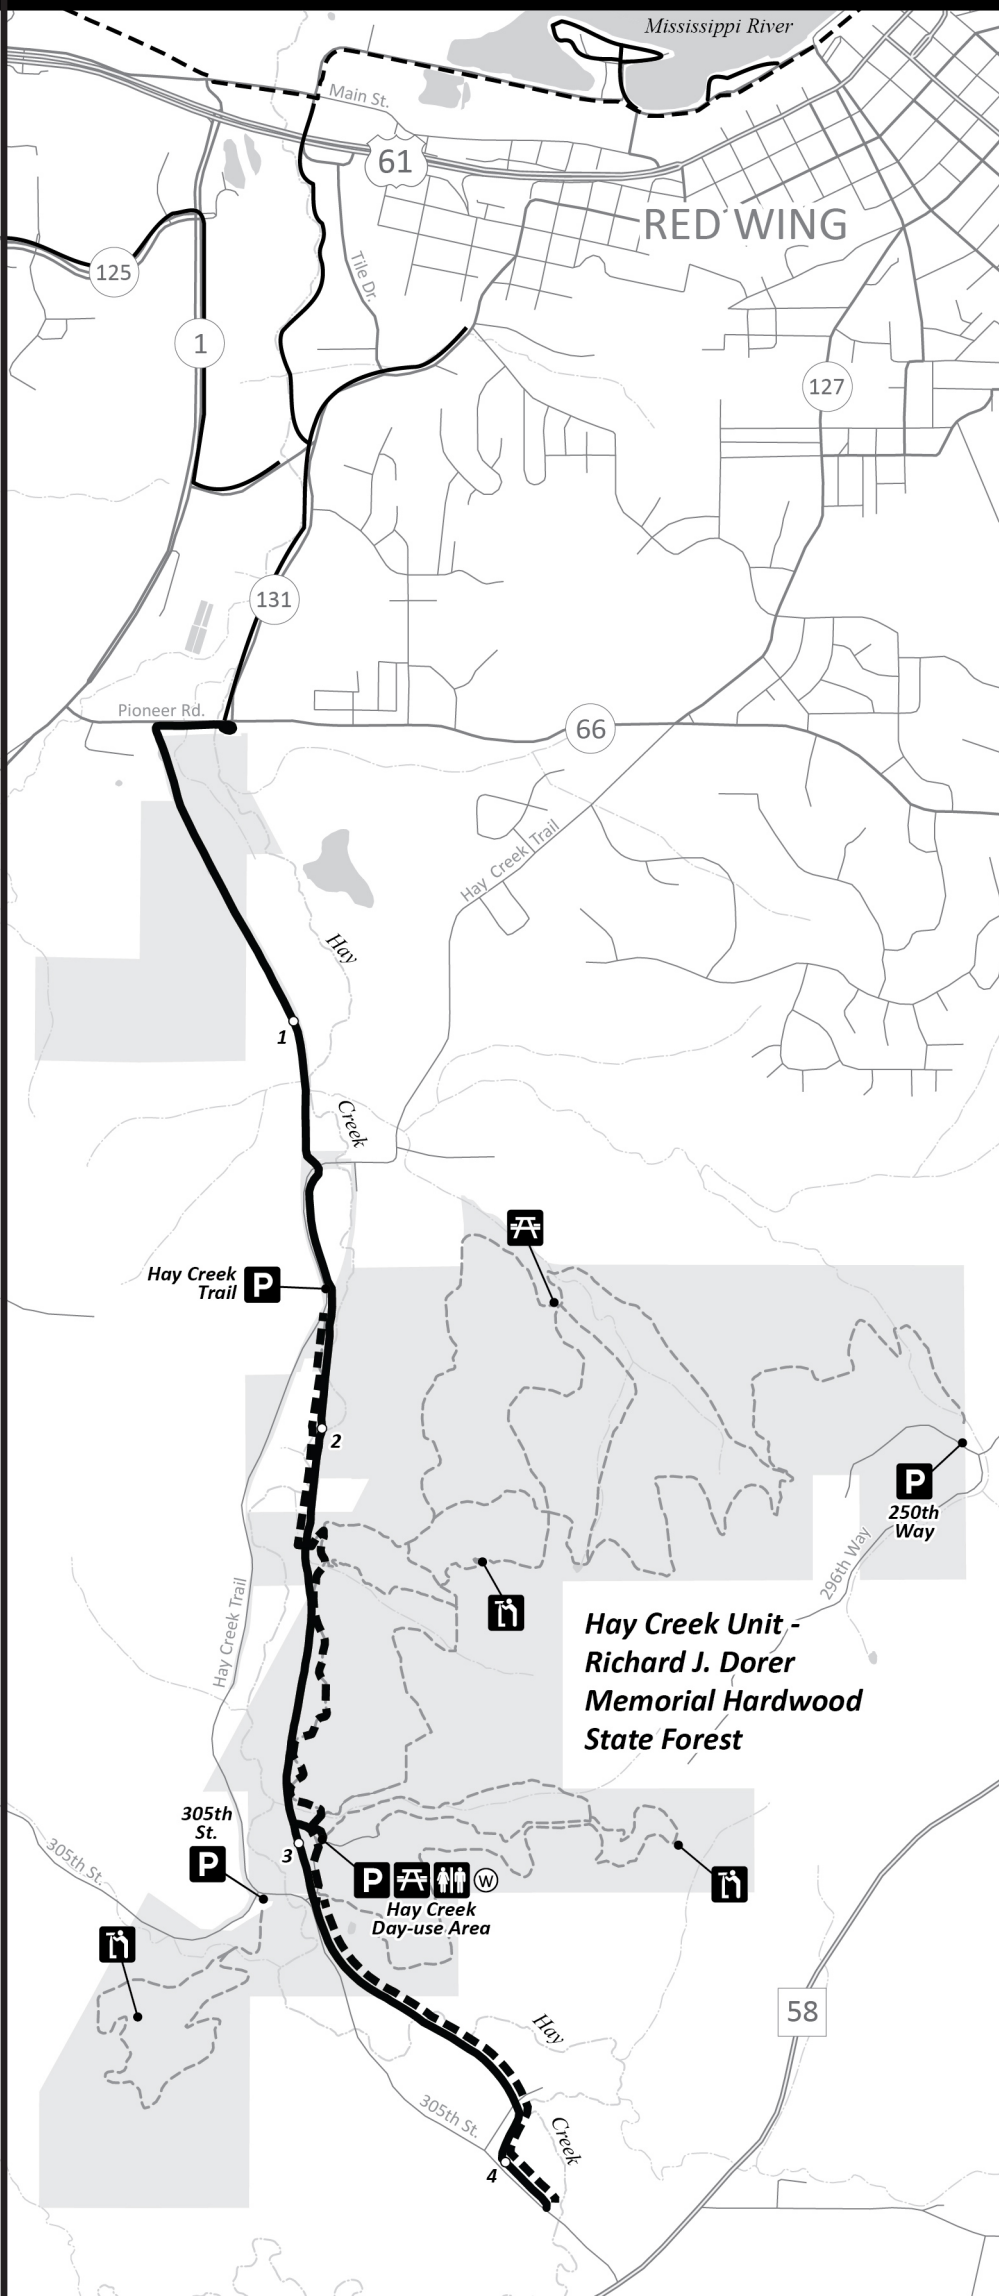 Mississippi River
Main St.
61
RED WING
125
Tile Dr.
1
127
131
Pioneer Rd.
66
Hay Creek Trail
Hay
1
Creek
Hay Creek
Trail
P
2
P
250th
Way
296th Way
Hay Creek Trail
Hay Creek Unit -
Richard J. Dorer
Memorial Hardwood
State Forest
305th
St.
P
305th St.
3
P
W
Hay Creek
Day-use Area
58
Hay
305th St.
Creek
4